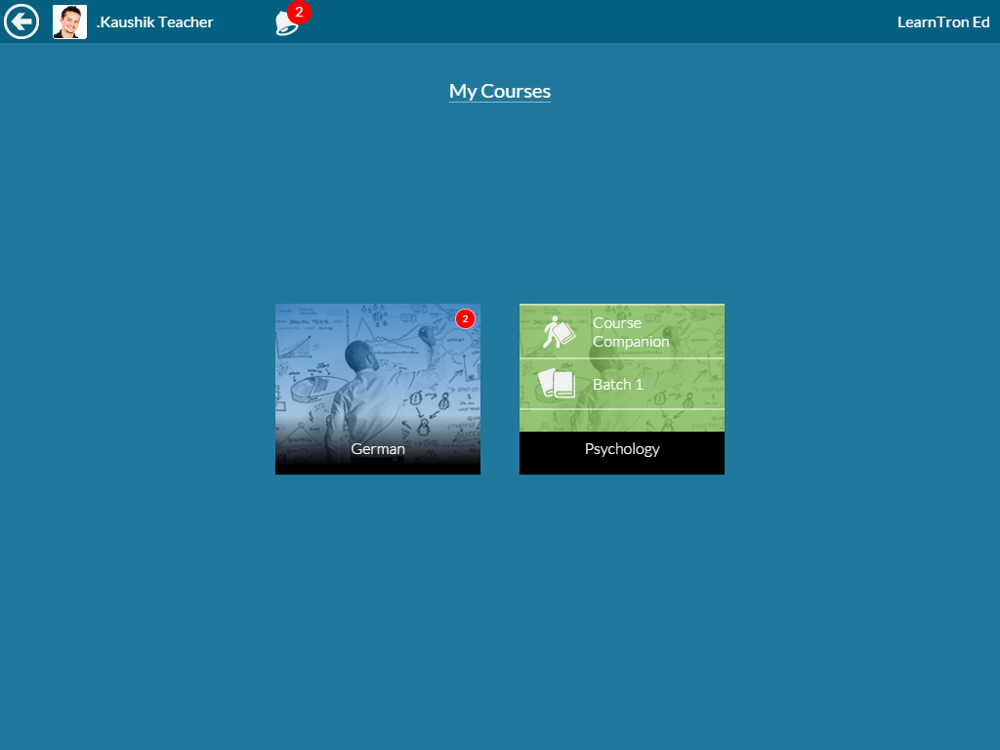 .Kaushik Teacher
2
LearnTron Ed
My Courses
2
German
Course
Companion
Batch 1
Psychology